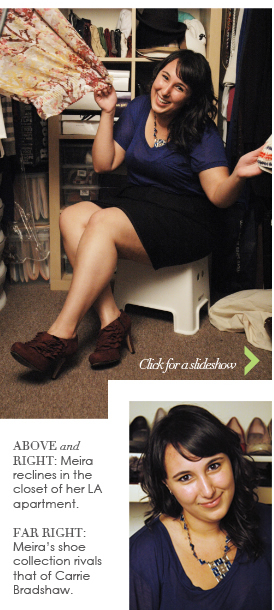 Click for a slideshow
ABOVE and
RIGHT: Meira
reclines in the
closet of her LA
apartment.
FAR RIGHT:
Meira's shoe
collection rivals
that of Carrie
Bradshaw.